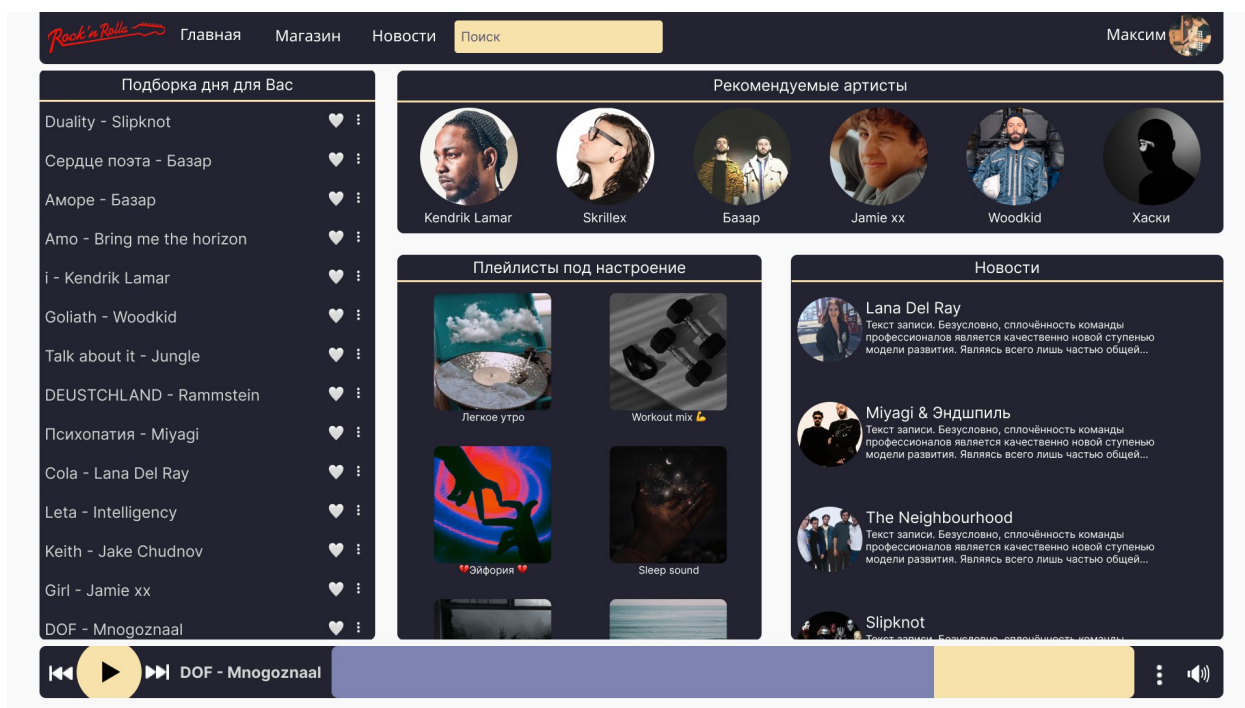 Rock'n Rolla
Главная
Магазин
Новости
Поиск
Максим
Подборка дня для Вас
Duality - Slipknot
Сердце поэта - Базар
Аморе - Базар
Amo - Bring me the horizon
i - Kendrik Lamar
Goliath - Woodkid
Talk about it - Jungle
DEUSTCHLAND - Rammstein
Психопатия - Miyagi
Cola - Lana Del Ray
Leta - Intelligency
Keith - Jake Chudnov
Girl - Jamie xx
DOF - Mnogoznaal
Рекомендуемые артисты
Kendrik Lamar
Skrillex
Базар
Jamie xx
Woodkid
Хаски
Плейлисты под настроение
Легкое утро
Workout mix 💪
💔Эйфория 💔
Sleep sound
Новости
Lana Del Ray
Текст записи. Безусловно, сплочённость команды
профессионалов является качественно новой ступенью
модели развития. Являясь всего лишь частью общей...
Miyagi & Эндшпиль
Текст записи. Безусловно, сплочённость команды
профессионалов является качественно новой ступенью
модели развития. Являясь всего лишь частью общей...
The Neighbourhood
Текст записи. Безусловно, сплочённость команды
профессионалов является качественно новой ступенью
модели развития. Являясь всего лишь частью общей...
Slipknot
Текст записи. Безусловно, сплочённость команды
DOF - Mnogoznaal